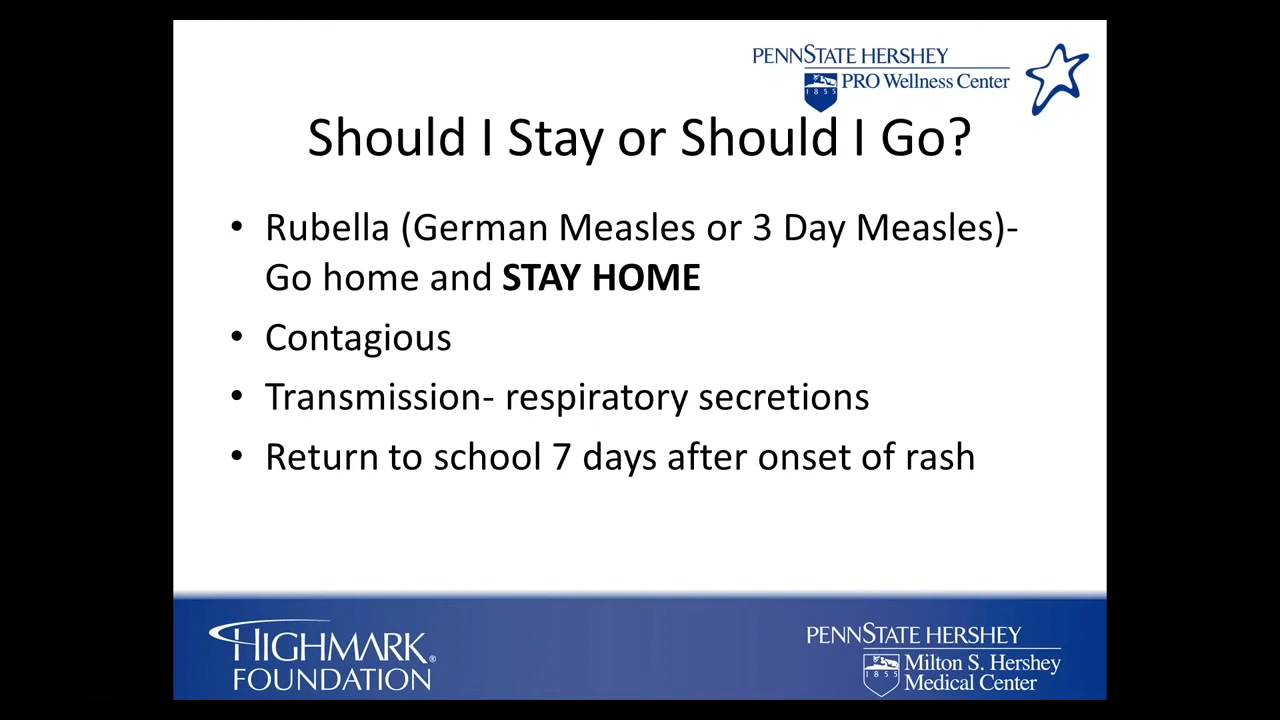 PENNSTATE HERSHEY
1855 PRO Wellness Center
Should I Stay or Should I Go?
• Rubella (German Measles or 3 Day Measles)-
Go home and STAY HOME
• Contagious
• Transmission- respiratory secretions
• Return to school 7 days after onset of rash
HIGHMARK®
FOUNDATION
PENNSTATE HERSHEY
1855 Milton S. Hershey
Medical Center